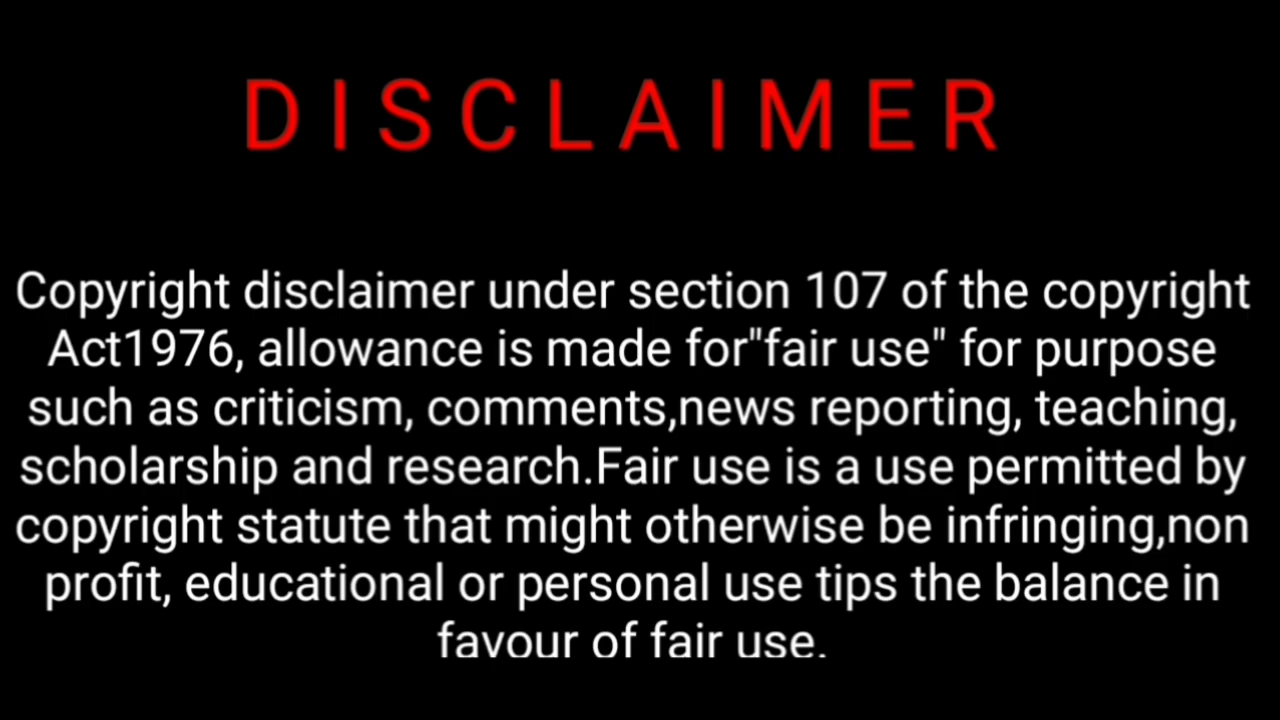 DISCLAIMER
Copyright disclaimer under section 107 of the copyright
Act1976, allowance is made for"fair use" for purpose
such as criticism, comments,news reporting, teaching,
scholarship and research.Fair use is a use permitted by
copyright statute that might otherwise be infringing,non
profit, educational or personal use tips the balance in
favour of fair use.